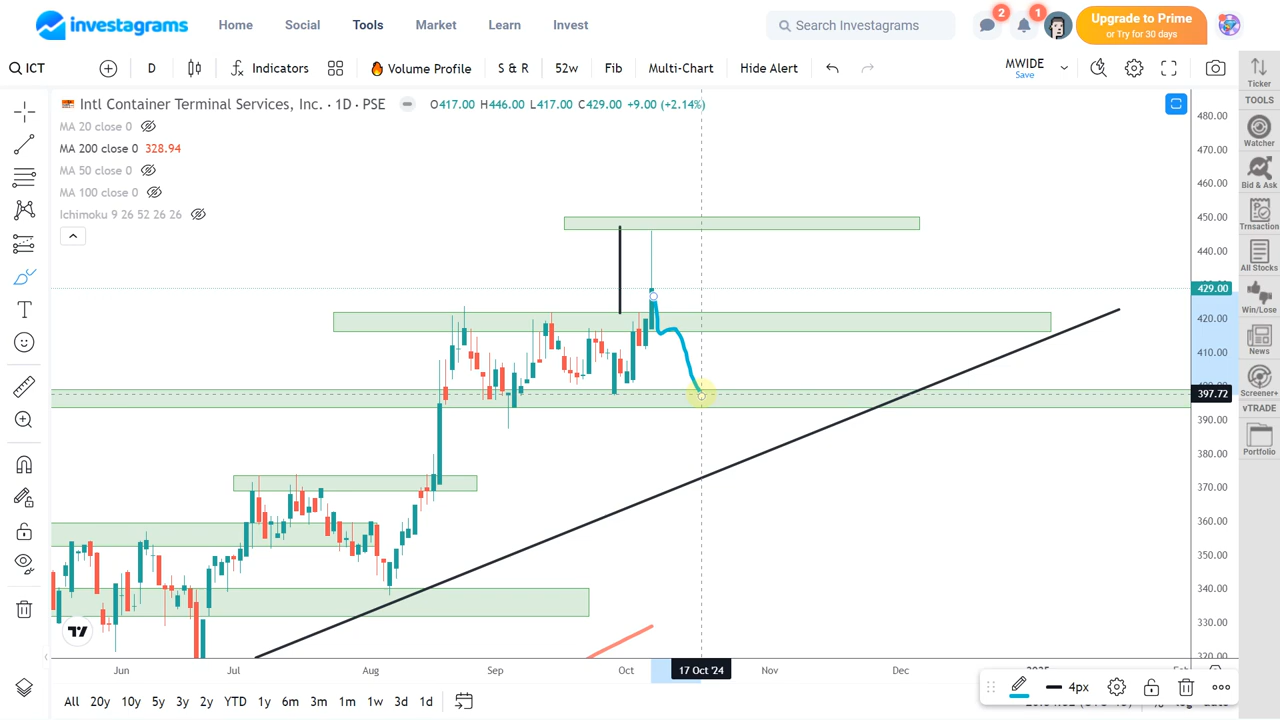 investagrams Home Social Tools Market Learn Invest Search Investagrams 2 1 Upgrade to Prime
or Try for 30 days
ICT D Indicators Volume Profile S & R 52w Fib Multi-Chart Hide Alert MWIDE
Save
Intl Container Terminal Services, Inc. · 1D · PSE O417.00 H446.00 L417.00 C429.00 +9.00 (+2.14%)
MA 20 close 0
MA 200 close 0 328.94
MA 50 close 0
MA 100 close 0
Ichimoku 9 26 52 26 26
480.00
470.00
460.00
450.00
440.00
429.00
420.00
410.00
397.72
390.00
380.00
370.00
360.00
350.00
340.00
330.00
320.00
Ticker
TOOLS
Watcher
Bid & Ask
Trnsaction
All Stocks
Win/Lose
News
Screener+
vTRADE
Portfolio
Jun Jul Aug Sep Oct 17 Oct '24 Nov Dec
4px
All 20y 10y 5y 3y 2y YTD 1y 6m 3m 1m 1w 3d 1d